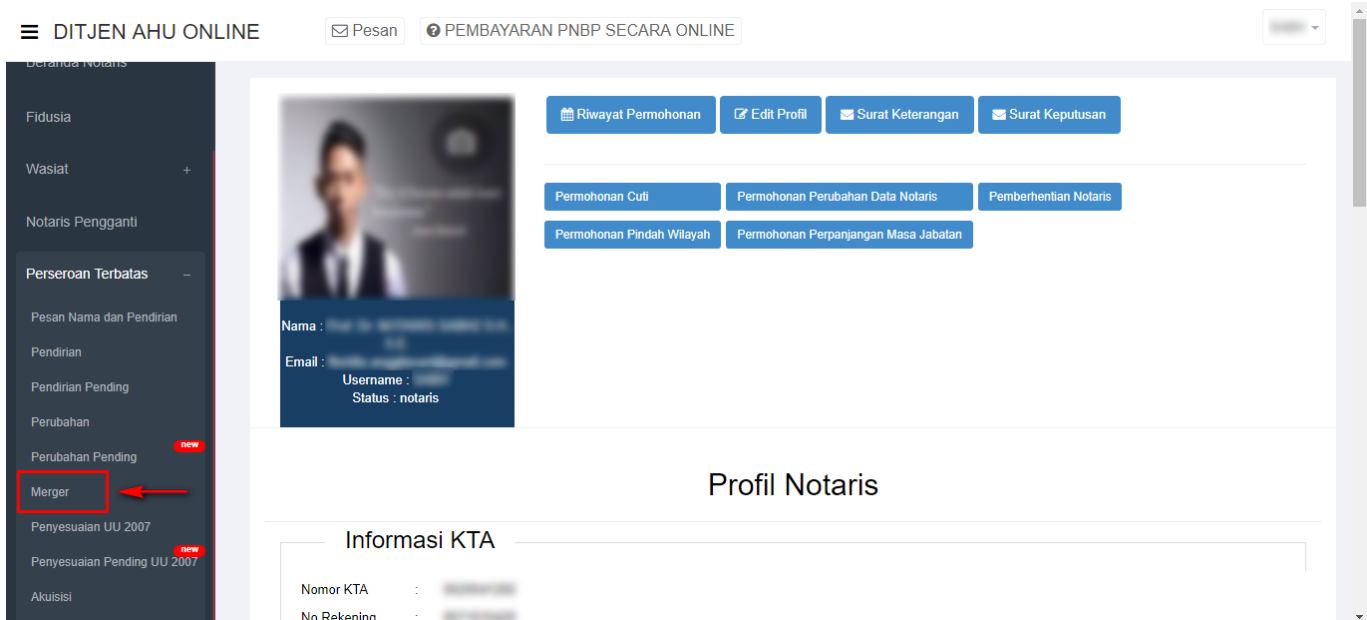 DITJEN AHU ONLINE
Pesan
PEMBAYARAN PNBP SECARA ONLINE
Beranda Notaris
Fidusia
Wasiat +
Notaris Pengganti
Perseroan Terbatas –
Pesan Nama dan Pendirian
Pendirian
Pendirian Pending
Perubahan
new
Perubahan Pending
Merger
Penyesuaian UU 2007
new
Penyesuaian Pending UU 2007
Akuisisi
Riwayat Permohonan
Edit Profil
Surat Keterangan
Surat Keputusan
Permohonan Cuti
Permohonan Perubahan Data Notaris
Pemberhentian Notaris
Permohonan Pindah Wilayah
Permohonan Perpanjangan Masa Jabatan
Nama :
Email :
Username :
Status : notaris
Profil Notaris
Informasi KTA
Nomor KTA :
No Rekening :